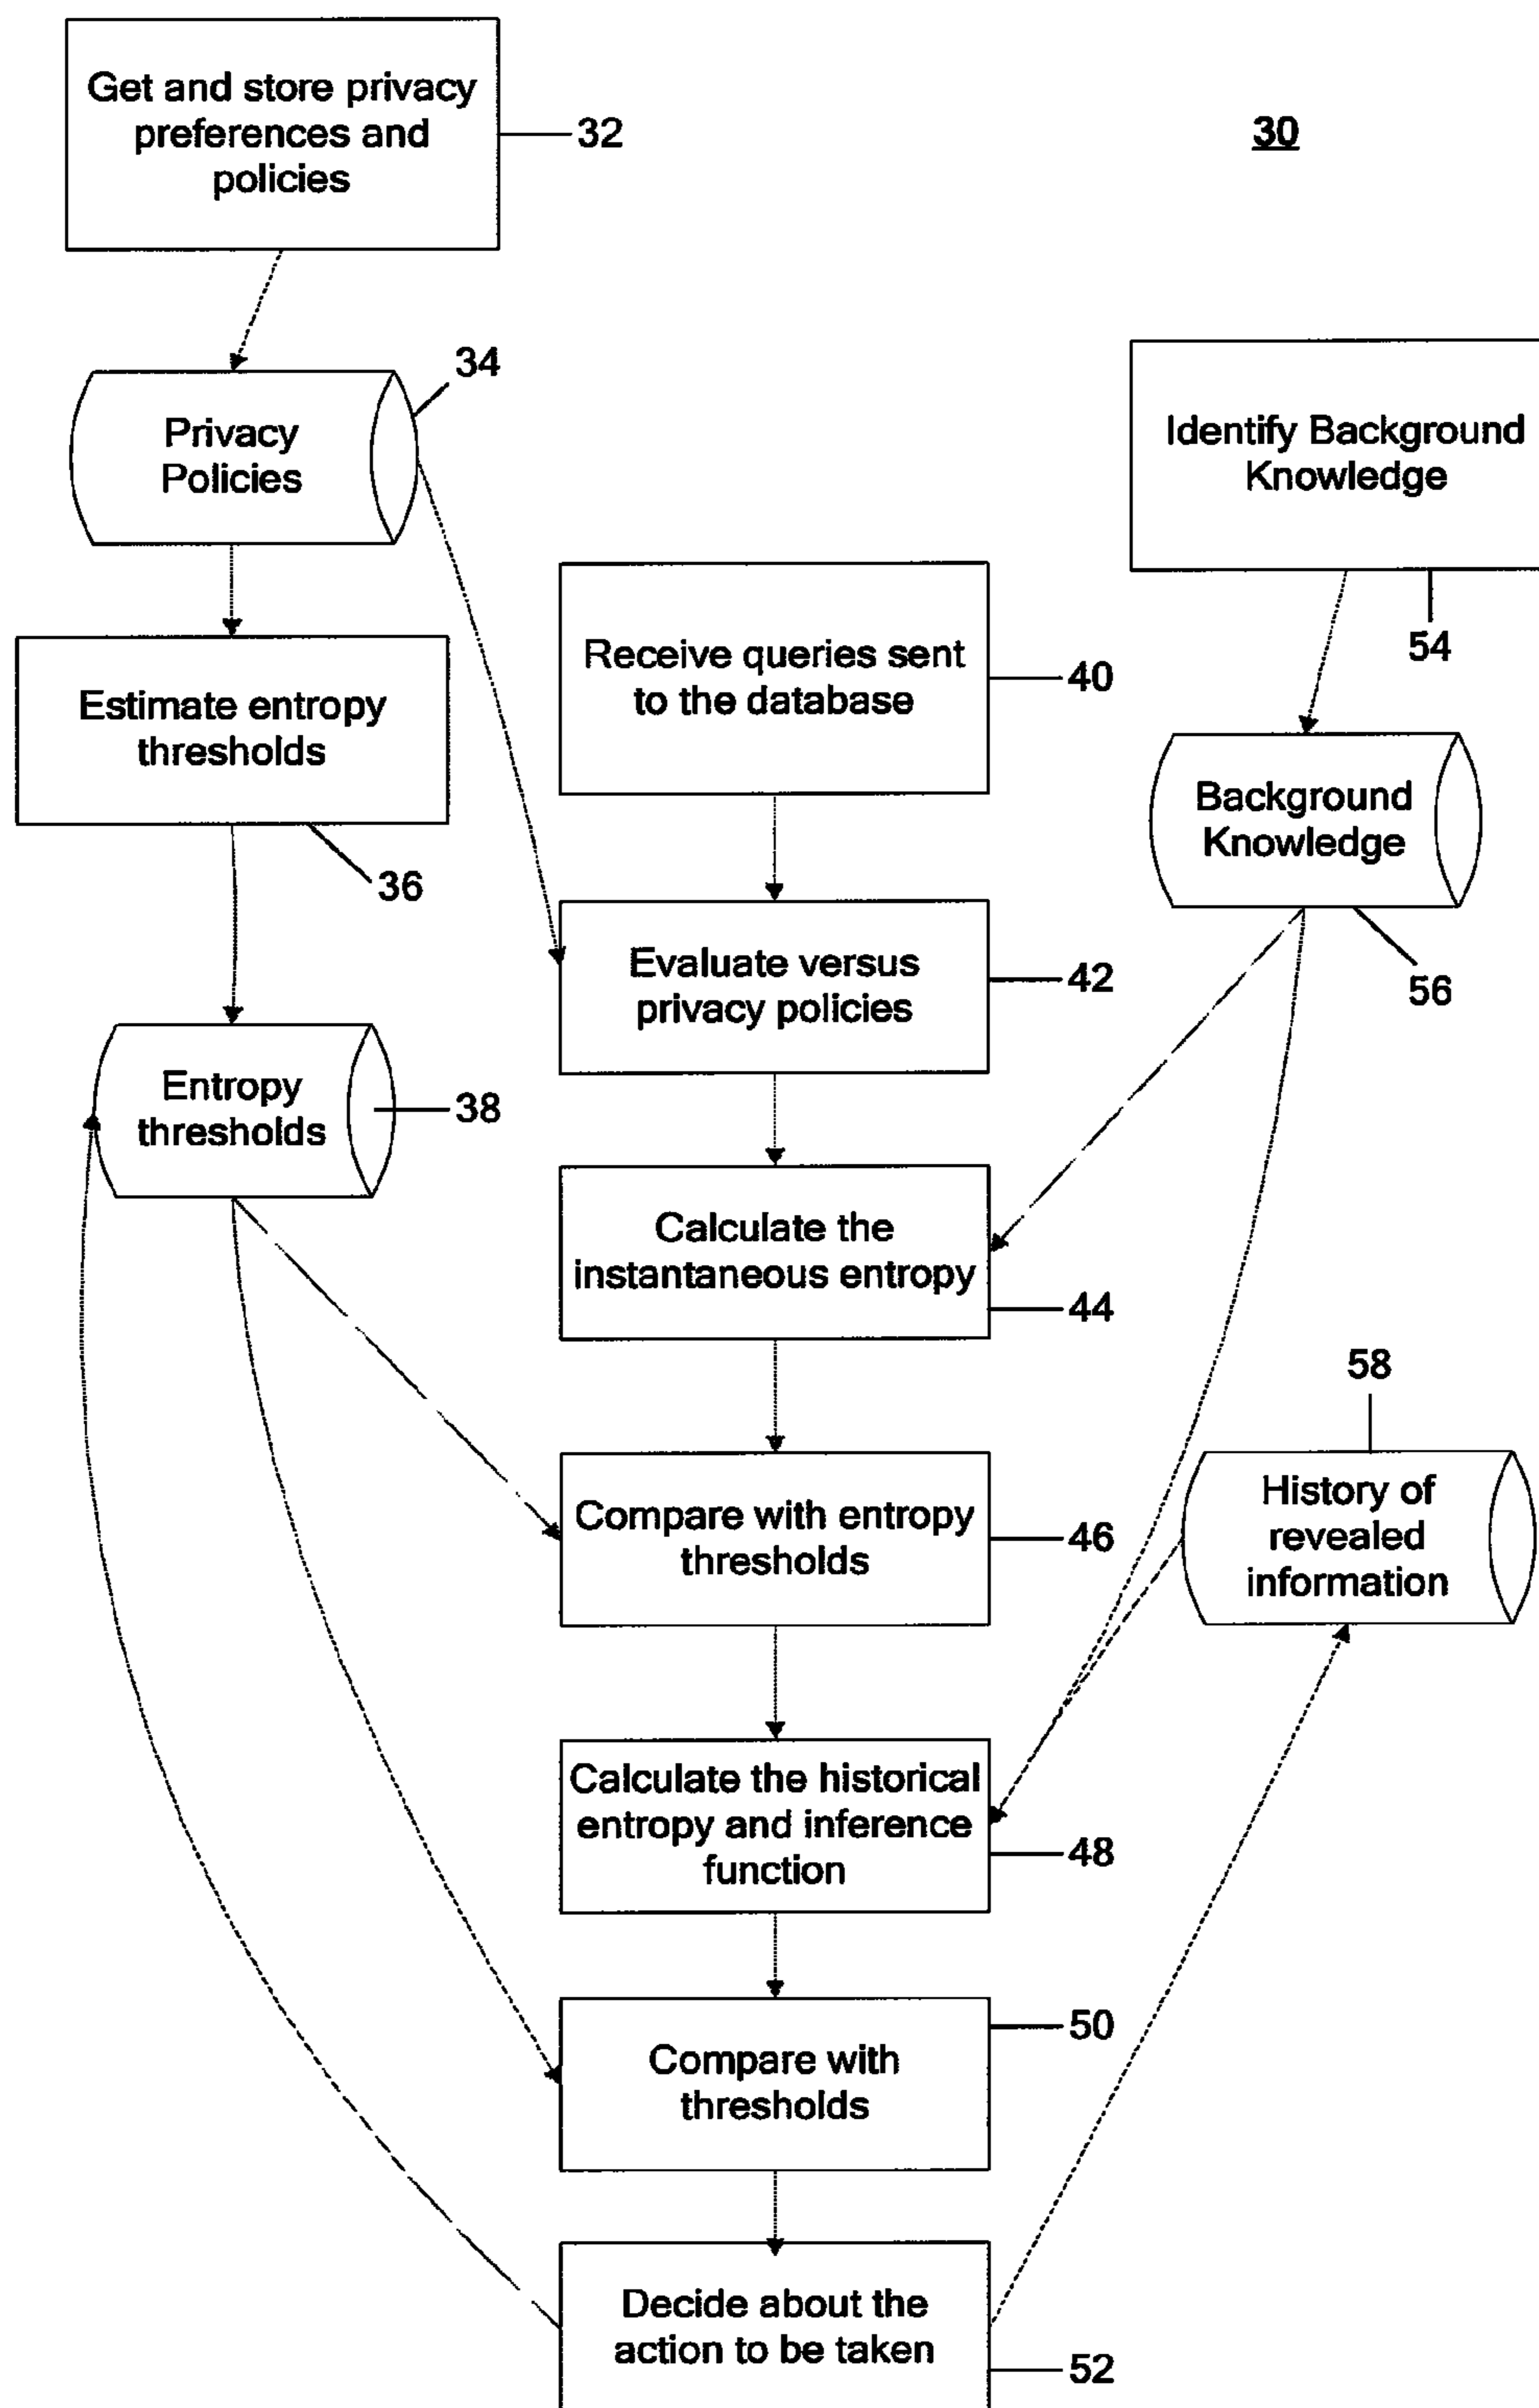 Get and store privacy
preferences and
policies
32
30
34
Privacy
Policies
Identify Background
Knowledge
54
Receive queries sent
to the database
40
Estimate entropy
thresholds
36
Background
Knowledge
56
Evaluate versus
privacy policies
42
Entropy
thresholds
38
Calculate the
instantaneous entropy
44
58
History of
revealed
information
Compare with entropy
thresholds
46
Calculate the historical
entropy and inference
function
48
50
Compare with
thresholds
Decide about the
action to be taken
52